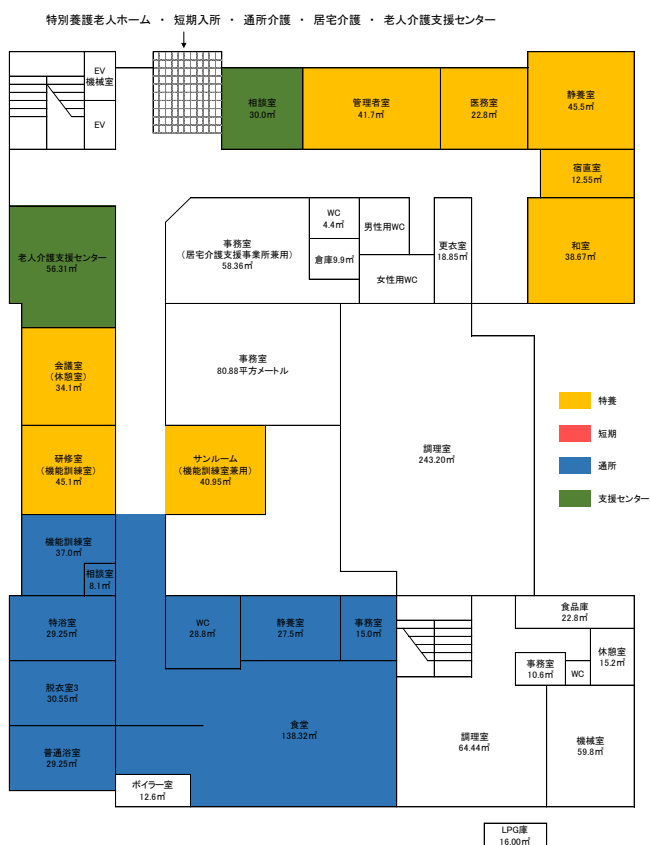 特別養護老人ホーム ・ 短期入所 ・ 通所介護 ・ 居宅介護 ・ 老人介護支援センター
EV
機械室
EV
相談室
30.0㎡
管理者室
41.7㎡
医務室
22.8㎡
静養室
45.5㎡
宿直室
12.55㎡
和室
38.67㎡
老人介護支援センター
56.31㎡
事務室
(居宅介護支援事業所兼用)
58.36㎡
WC
4.4㎡
倉庫9.9㎡
男性用WC
女性用WC
更衣室
18.85㎡
会議室
(休憩室)
34.1㎡
事務室
80.88平方メートル
調理室
243.20㎡
特養
短期
通所
支援センター
研修室
(機能訓練室)
45.1㎡
サンルーム
(機能訓練室兼用)
40.95㎡
機能訓練室
37.0㎡
相談室
8.1㎡
特浴室
29.25㎡
WC
28.8㎡
静養室
27.5㎡
事務室
15.0㎡
食品庫
22.8㎡
休憩室
15.2㎡
事務室
10.6㎡
WC
脱衣室3
30.55㎡
食堂
138.32㎡
調理室
64.44㎡
機械室
59.8㎡
普通浴室
29.25㎡
ボイラー室
12.6㎡
LPG庫
16.00㎡